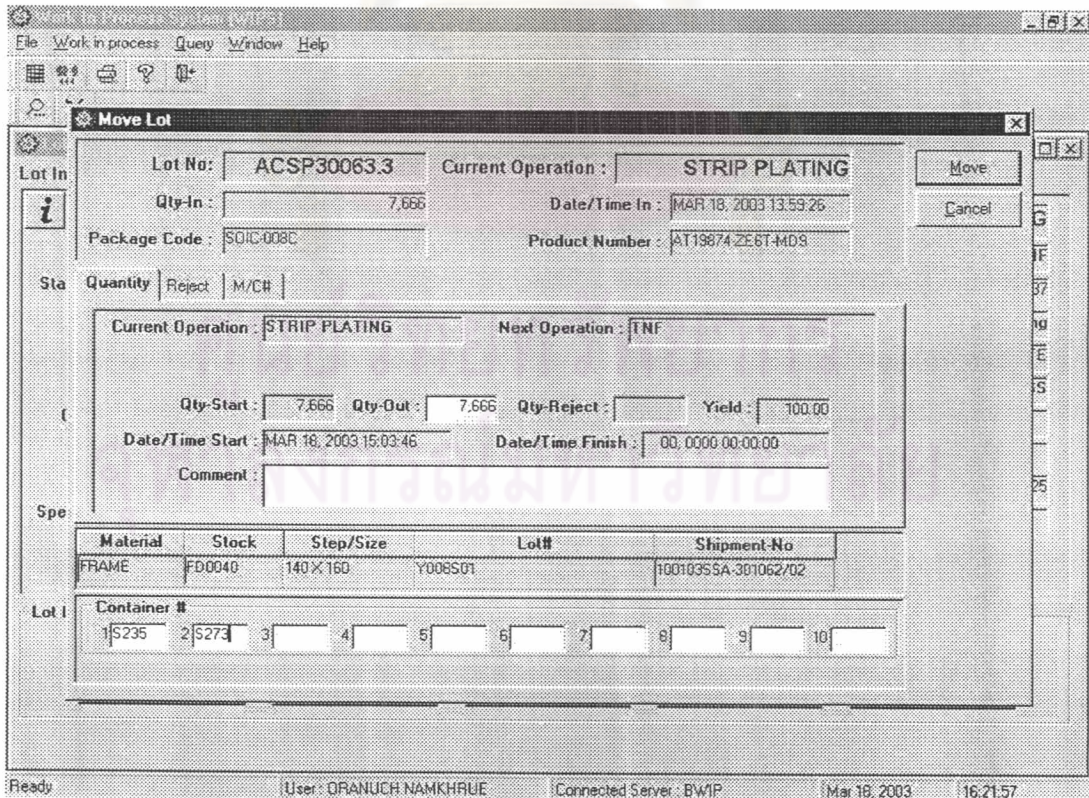 Work In Process System [WIPS]
File Work in process Query Window Help
Move Lot
Lot No: ACSP30063.3 Current Operation : STRIP PLATING Move
Qty-In : 7,666 Date/Time In : MAR 18, 2003 13:59:26 Cancel
Package Code : SOIC-008C Product Number :
Lot In
G
Sta
Quantity Reject M/C#
37
Current Operation : STRIP PLATING Next Operation : TNF
Qty-Start : 7,666 Qty-Out : 7,666 Qty-Reject : Yield : 100.00
Date/Time Start : MAR 18, 2003 15:03:46 Date/Time Finish : 00, 0000 00:00:00
Comment :
25
Spe
Material Stock Step/Size Lot# Shipment-No
FRAME FD0040 140 X 160 Y008S01 100103SSA-301062/02
Lot I
Container #
1 S235 2 S273 3 4 5 6 7 8 9 10
Ready User : ORANUCH NAMKHRUE Connected Server : BWIP Mar 18, 2003 16:21:57